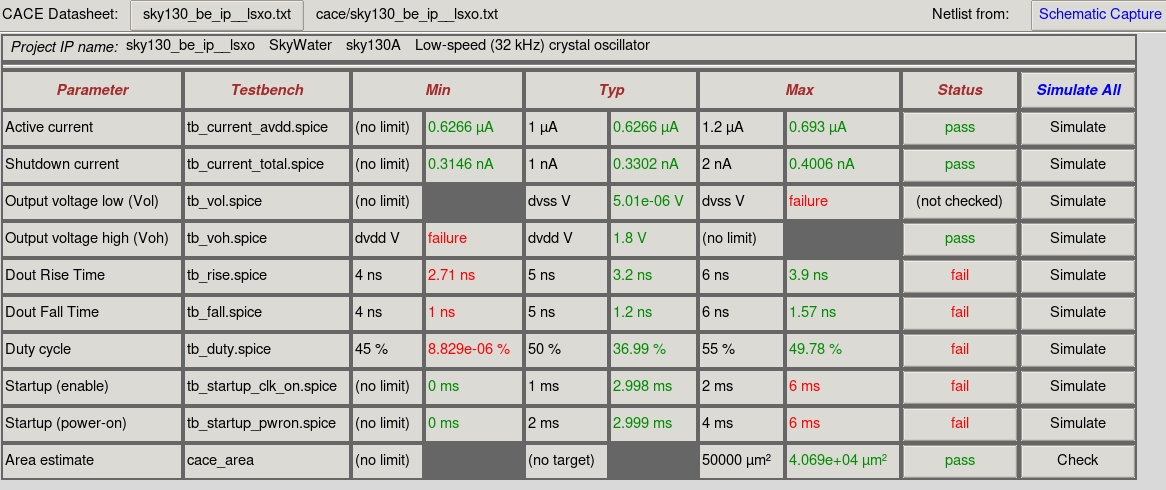 CACE Datasheet: sky130_be_ip__lsxo.txt cace/sky130_be_ip__lsxo.txt Netlist from: Schematic Capture
Project IP name: sky130_be_ip__lsxo SkyWater sky130A Low-speed (32 kHz) crystal oscillator
Parameter Testbench Min Typ Max Status Simulate All
Active current tb_current_avdd.spice (no limit) 0.6266 µA 1 µA 0.6266 µA 1.2 µA 0.693 µA pass Simulate
Shutdown current tb_current_total.spice (no limit) 0.3146 nA 1 nA 0.3302 nA 2 nA 0.4006 nA pass Simulate
Output voltage low (Vol) tb_vol.spice (no limit) dvss V 5.01e-06 V dvss V failure (not checked) Simulate
Output voltage high (Voh) tb_voh.spice dvdd V failure dvdd V 1.8 V (no limit) pass Simulate
Dout Rise Time tb_rise.spice 4 ns 2.71 ns 5 ns 3.2 ns 6 ns 3.9 ns fail Simulate
Dout Fall Time tb_fall.spice 4 ns 1 ns 5 ns 1.2 ns 6 ns 1.57 ns fail Simulate
Duty cycle tb_duty.spice 45 % 8.829e-06 % 50 % 36.99 % 55 % 49.78 % fail Simulate
Startup (enable) tb_startup_clk_on.spice (no limit) 0 ms 1 ms 2.998 ms 2 ms 6 ms fail Simulate
Startup (power-on) tb_startup_pwron.spice (no limit) 0 ms 2 ms 2.999 ms 4 ms 6 ms fail Simulate
Area estimate cace_area (no limit) (no target) 50000 µm² 4.069e+04 µm² pass Check